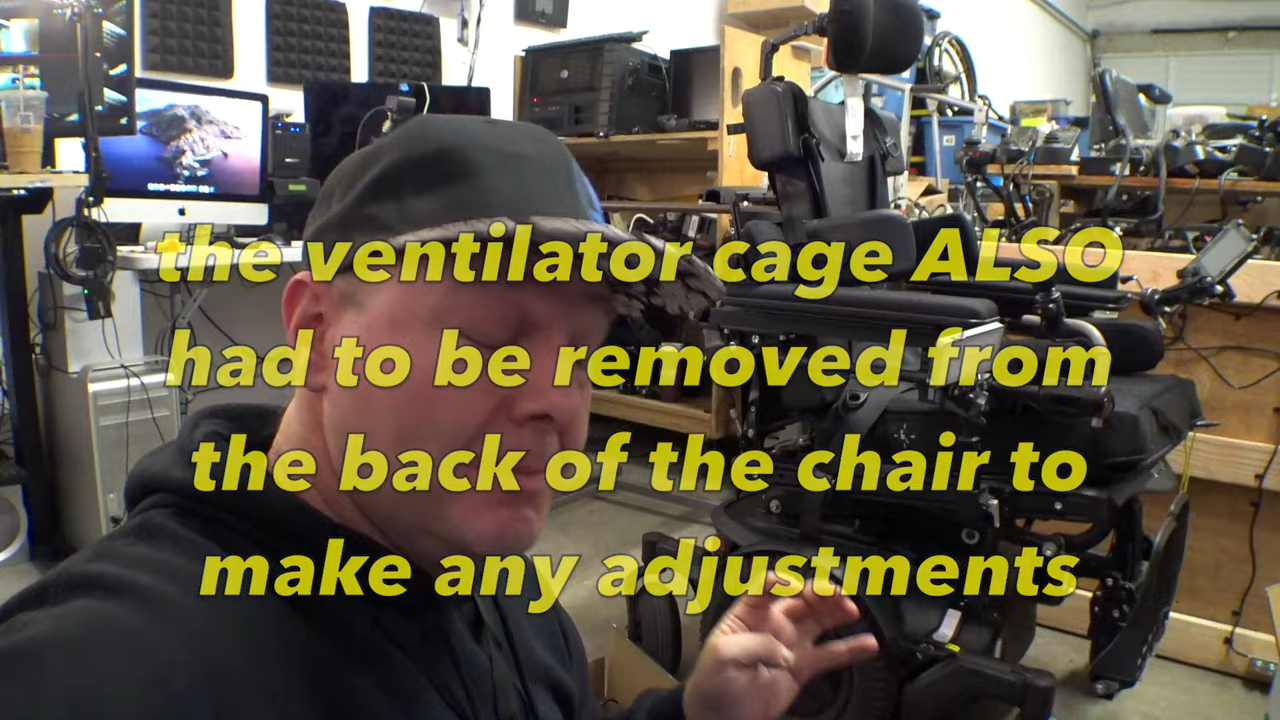 the ventilator cage ALSO
had to be removed from
the back of the chair to
make any adjustments